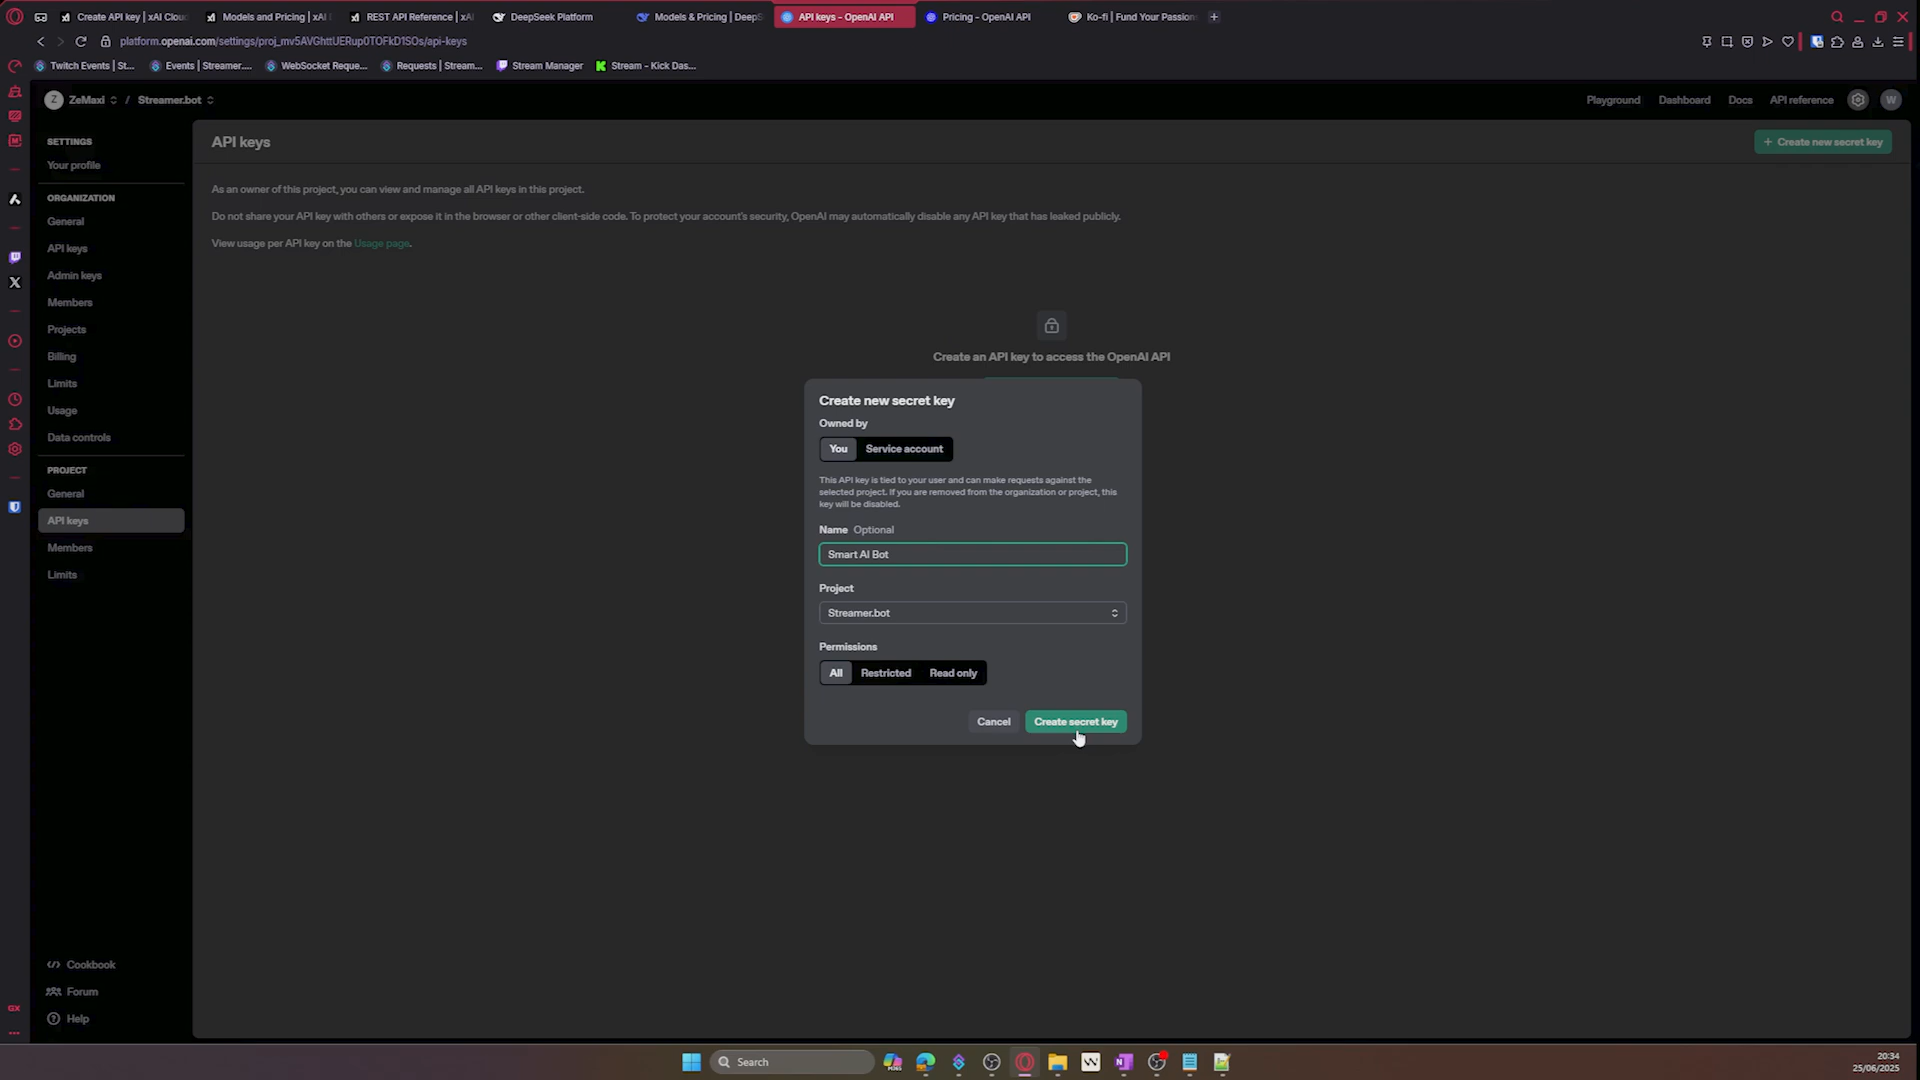 Create API key | xAI Clou
Models and Pricing | xAI
REST API Reference | xA
DeepSeek Platform
Models & Pricing | DeepS
API keys - OpenAI API
Pricing - OpenAI API
Ko-fi | Fund Your Passion
platform.openai.com/settings/proj_mv5AVGhttUERup0TOFkD1SOs/api-keys
Twitch Events | St...
Events | Streamer....
WebSocket Reque...
Requests | Stream...
Stream Manager
Stream - Kick Das...
Z ZeMaxi / Streamer.bot
Playground Dashboard Docs API reference W
SETTINGS
Your profile
ORGANIZATION
General
API keys
Admin keys
Members
Projects
Billing
Limits
Usage
Data controls
PROJECT
General
API keys
Members
Limits
Cookbook
Forum
Help
API keys
+ Create new secret key
As an owner of this project, you can view and manage all API keys in this project.
Do not share your API key with others or expose it in the browser or other client-side code. To protect your account's security, OpenAI may automatically disable any API key that has leaked publicly.
View usage per API key on the Usage page.
Create an API key to access the OpenAI API
Create new secret key
Owned by
You Service account
This API key is tied to your user and can make requests against the
selected project. If you are removed from the organization or project, this
key will be disabled.
Name Optional
Smart AI Bot
Project
Streamer.bot
Permissions
All Restricted Read only
Cancel Create secret key
GX
Search
20:34
25/06/2025